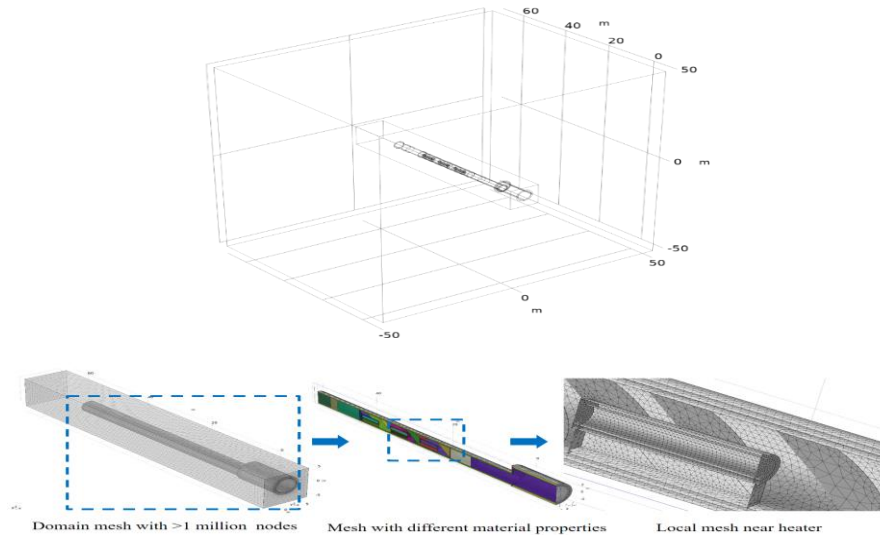 60
m
40
20
0
50
0 m
-50
50
0
m
-50
Domain mesh with >1 million nodes
Mesh with different material properties
Local mesh near heater